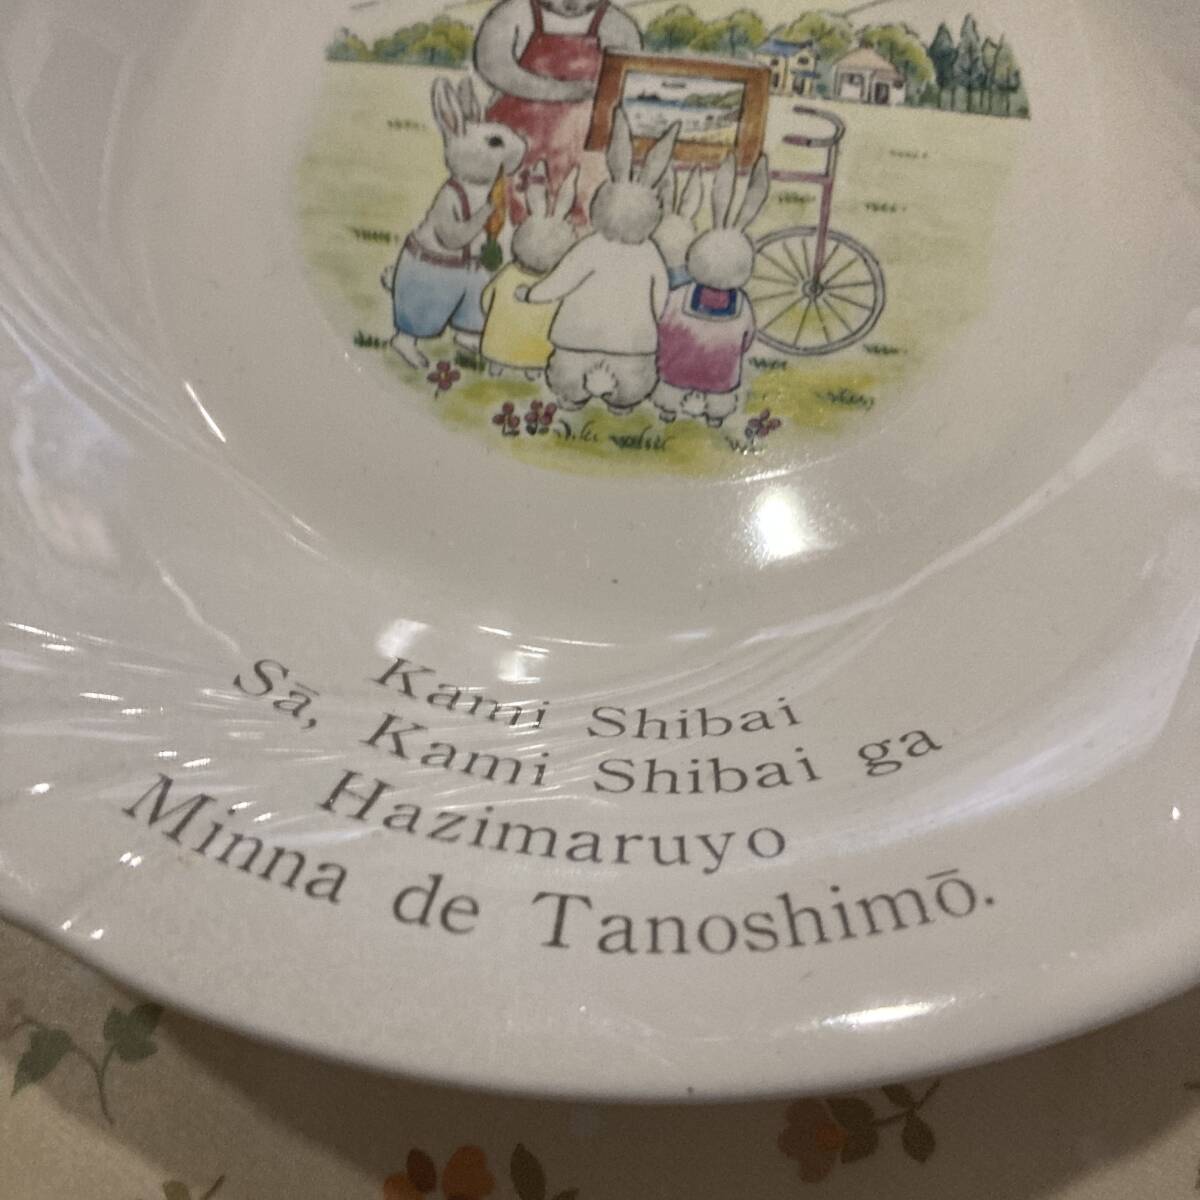 Kami Shibai
Sā, Kami Shibai ga
Hazimaruyo
Minna de Tanoshimō.